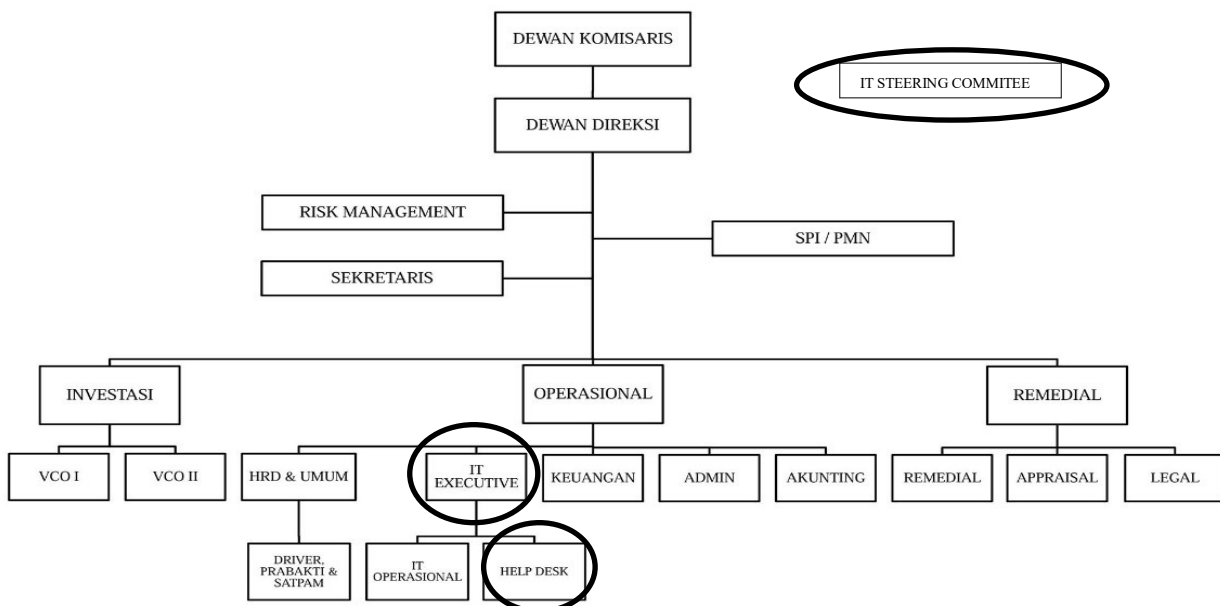 DEWAN KOMISARIS
IT STEERING COMMITEE
DEWAN DIREKSI
RISK MANAGEMENT
SPI / PMN
SEKRETARIS
INVESTASI
OPERASIONAL
REMEDIAL
VCO I
VCO II
HRD & UMUM
IT
EXECUTIVE
KEUANGAN
ADMIN
AKUNTING
REMEDIAL
APPRAISAL
LEGAL
DRIVER,
PRABAKTI &
SATPAM
IT
OPERASIONAL
HELP DESK